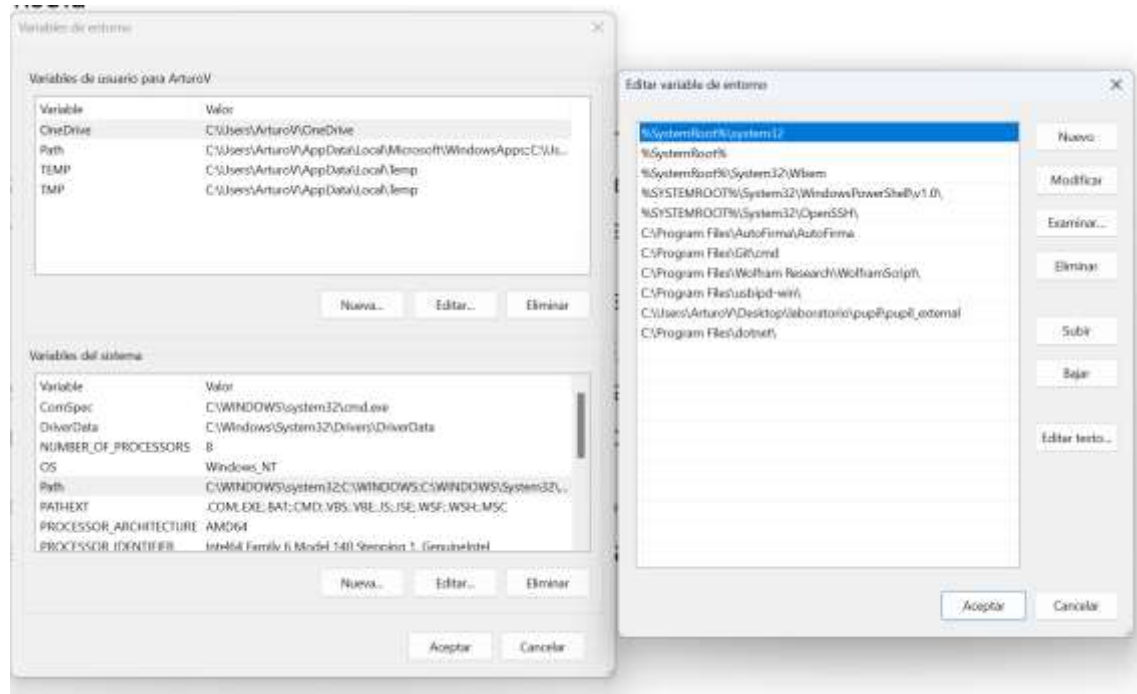 Variables de entorno
Variables de usuario para ArturoV
Variable Valor
OneDrive C:\Users\ArturoV\OneDrive
Path C:\Users\ArturoV\AppData\Local\Microsoft\WindowsApps;C:\Us...
TEMP C:\Users\ArturoV\AppData\Local\Temp
TMP C:\Users\ArturoV\AppData\Local\Temp
Nueva... Editar... Eliminar
Variables del sistema
Variable Valor
ComSpec C:\WINDOWS\system32\cmd.exe
DriverData C:\Windows\System32\Drivers\DriverData
NUMBER_OF_PROCESSORS 8
OS Windows_NT
Path C:\WINDOWS\system32;C:\WINDOWS;C:\WINDOWS\System32\...
PATHEXT .COM;.EXE;.BAT;.CMD;.VBS;.VBE;.JS;.JSE;.WSF;.WSH;.MSC
PROCESSOR_ARCHITECTURE AMD64
PROCESSOR_IDENTIFIER Intel64 Family 6 Model 140 Stepping 1, GenuineIntel
Nueva... Editar... Eliminar
Aceptar Cancelar
Editar variable de entorno
%SystemRoot%\system32
%SystemRoot%
%SystemRoot%\System32\Wbem
%SYSTEMROOT%\System32\WindowsPowerShell\v1.0\
%SYSTEMROOT%\System32\OpenSSH\
C:\Program Files\AutoFirma\AutoFirma
C:\Program Files\Git\cmd
C:\Program Files\Wolfram Research\WolframScript\
C:\Program Files\usbipd-win\
C:\Users\ArturoV\Desktop\laboratorio\pupil\pupil_external
C:\Program Files\dotnet\
Nuevo
Modificar
Examinar...
Eliminar
Subir
Bajar
Editar texto...
Aceptar Cancelar